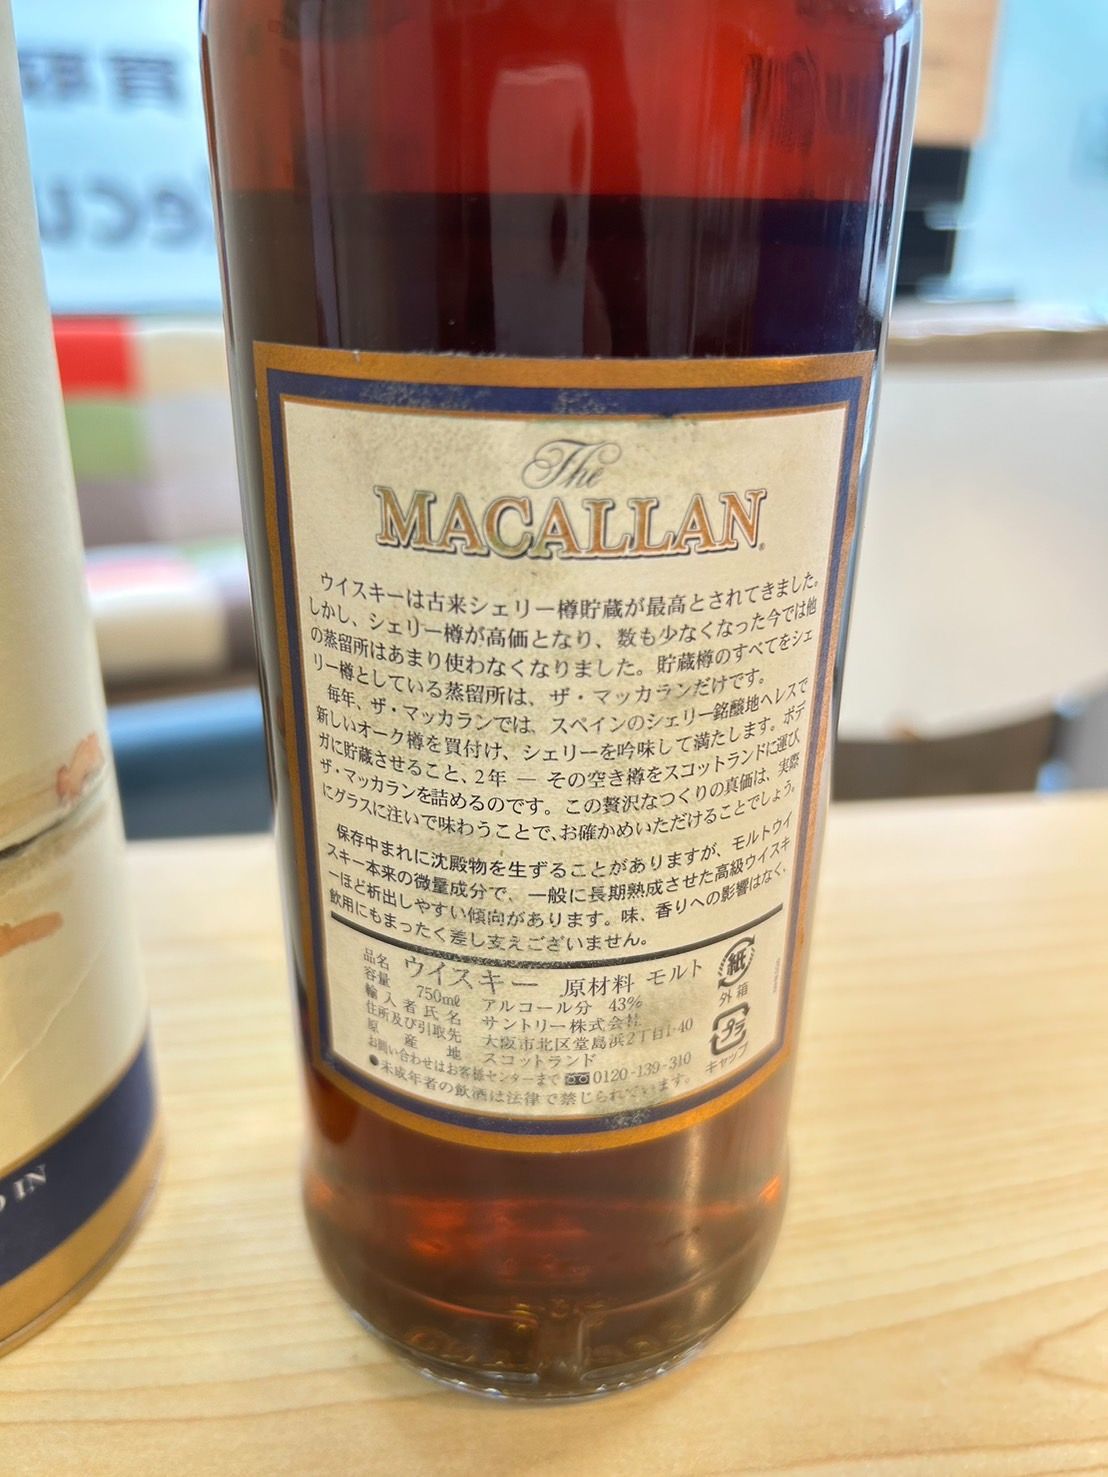 The
MACALLAN
ウイスキーは古来シェリー樽貯蔵が最高とされてきました。
しかし、シェリー樽が高価となり、数も少なくなった今では他
の蒸留所はあまり使わなくなりました。貯蔵樽のすべてをシェ
リー樽としている蒸留所は、ザ・マッカランだけです。
毎年、ザ・マッカランでは、スペインのシェリー銘醸地ヘレスで
新しいオーク樽を買付け、シェリーを吟味して満たします。ボデ
ガに貯蔵させること、2年 — その空き樽をスコットランドに運び、
ザ・マッカランを詰めるのです。この贅沢なつくりの真価は、実際
にグラスに注いで味わうことで、お確かめいただけることでしょう。
保存中まれに沈殿物を生ずることがありますが、モルトウイ
スキー本来の微量成分で、一般に長期熟成させた高級ウイスキ
ーほど析出しやすい傾向があります。味、香りへの影響はなく、
飲用にもまったく差し支えございません。
品名 ウイスキー 原材料 モルト
容量 750mℓ アルコール分 43%
輸入者氏名 サントリー株式会社
住所及び引取先 大阪市北区堂島浜2丁目1-40
原産地 スコットランド
お問い合わせはお客様センターまで 0120-139-310
●未成年者の飲酒は法律で禁じられています。
紙
外箱
プラ
キャップ
IN